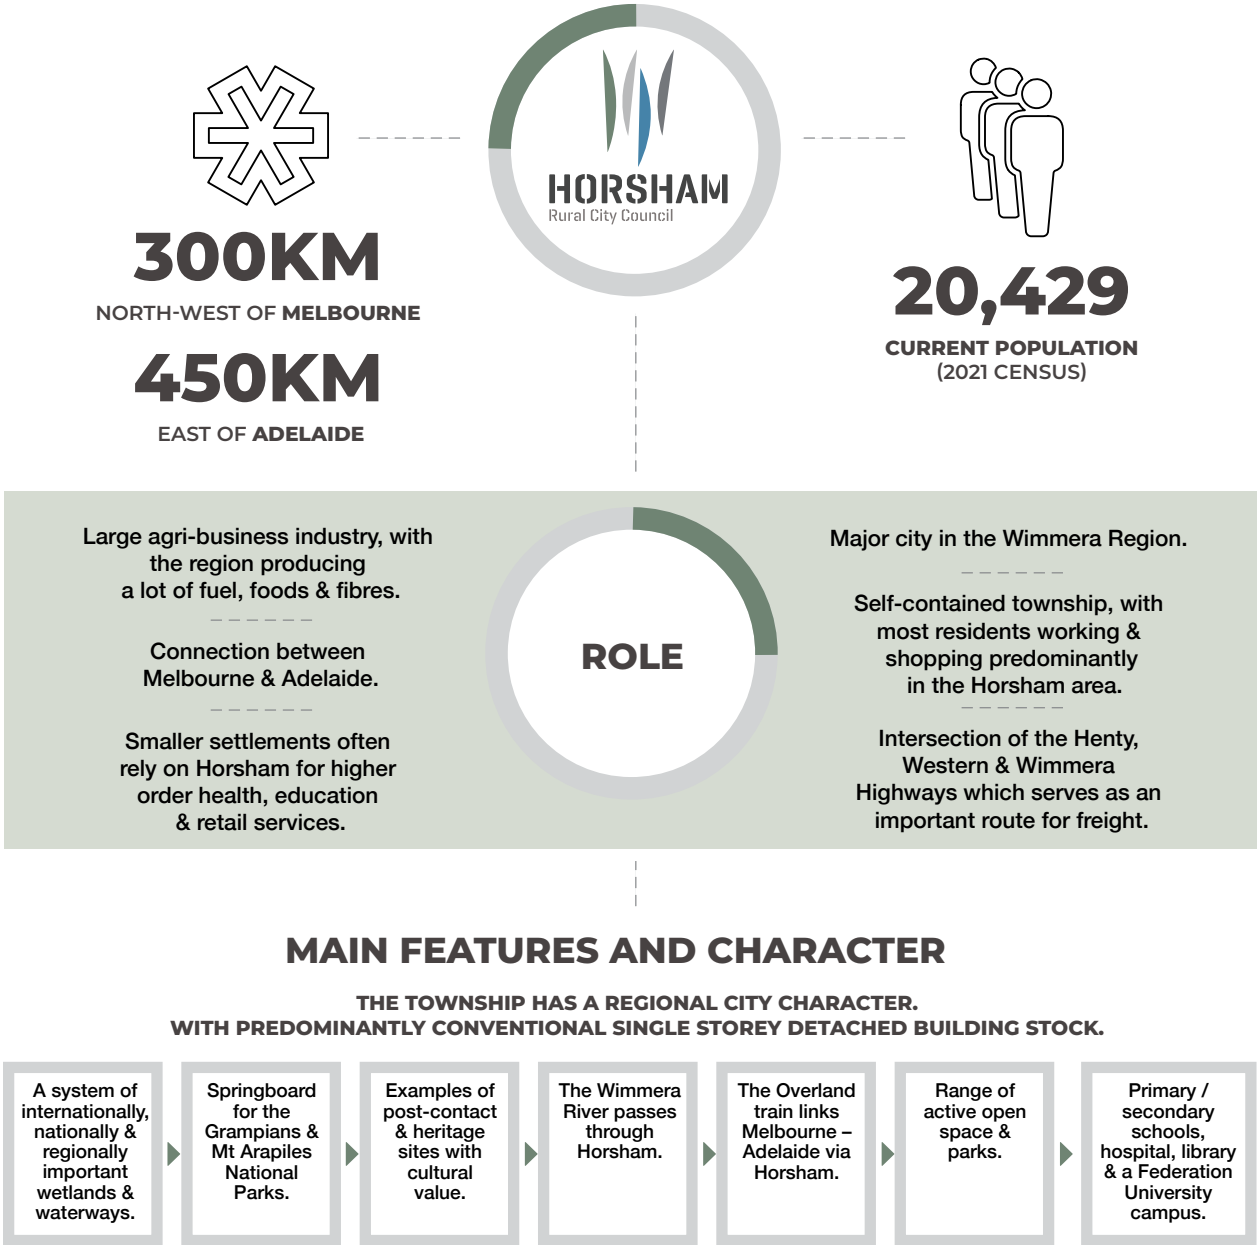 HORSHAM
Rural City Council
300KM
NORTH-WEST OF MELBOURNE
450KM
EAST OF ADELAIDE
20,429
CURRENT POPULATION
(2021 CENSUS)
Large agri-business industry, with
the region producing
a lot of fuel, foods & fibres.
Connection between
Melbourne & Adelaide.
Smaller settlements often
rely on Horsham for higher
order health, education
& retail services.
ROLE
Major city in the Wimmera Region.
Self-contained township, with
most residents working &
shopping predominantly
in the Horsham area.
Intersection of the Henty,
Western & Wimmera
Highways which serves as an
important route for freight.
MAIN FEATURES AND CHARACTER
THE TOWNSHIP HAS A REGIONAL CITY CHARACTER.
WITH PREDOMINANTLY CONVENTIONAL SINGLE STOREY DETACHED BUILDING STOCK.
A system of
internationally,
nationally &
regionally
important
wetlands &
waterways.
Springboard
for the
Grampians &
Mt Arapiles
National
Parks.
Examples of
post-contact
& heritage
sites with
cultural
value.
The Wimmera
River passes
through
Horsham.
The Overland
train links
Melbourne –
Adelaide via
Horsham.
Range of
active open
space &
parks.
Primary /
secondary
schools,
hospital, library
& a Federation
University
campus.